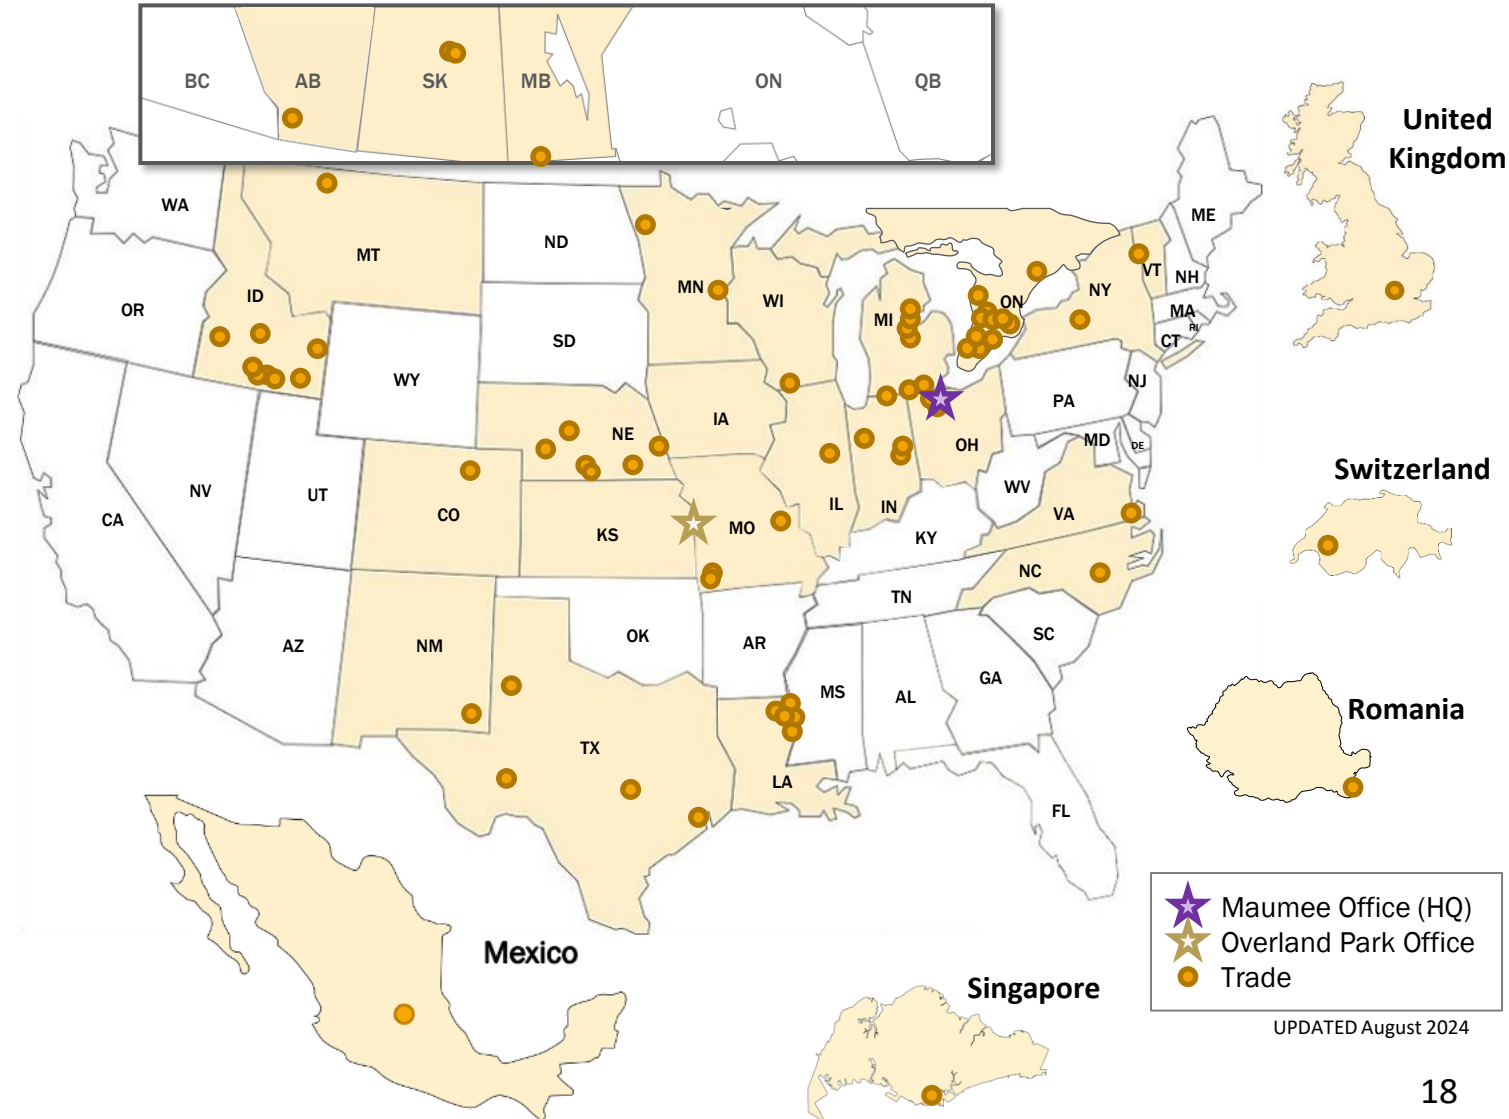 BC
AB
SK
MB
ON
QB
United
Kingdom
WA
MT
ND
MN
WI
MI
ON
NY
VT
NH
ME
MA
RI
CT
OR
ID
SD
WY
NE
IA
PA
NJ
MD
DE
OH
NV
UT
CO
KS
MO
IL
IN
WV
VA
KY
CA
Switzerland
NC
TN
SC
AZ
NM
OK
AR
MS
AL
GA
TX
LA
FL
Romania
Mexico
Singapore
Maumee Office (HQ)
Overland Park Office
Trade
UPDATED August 2024
18